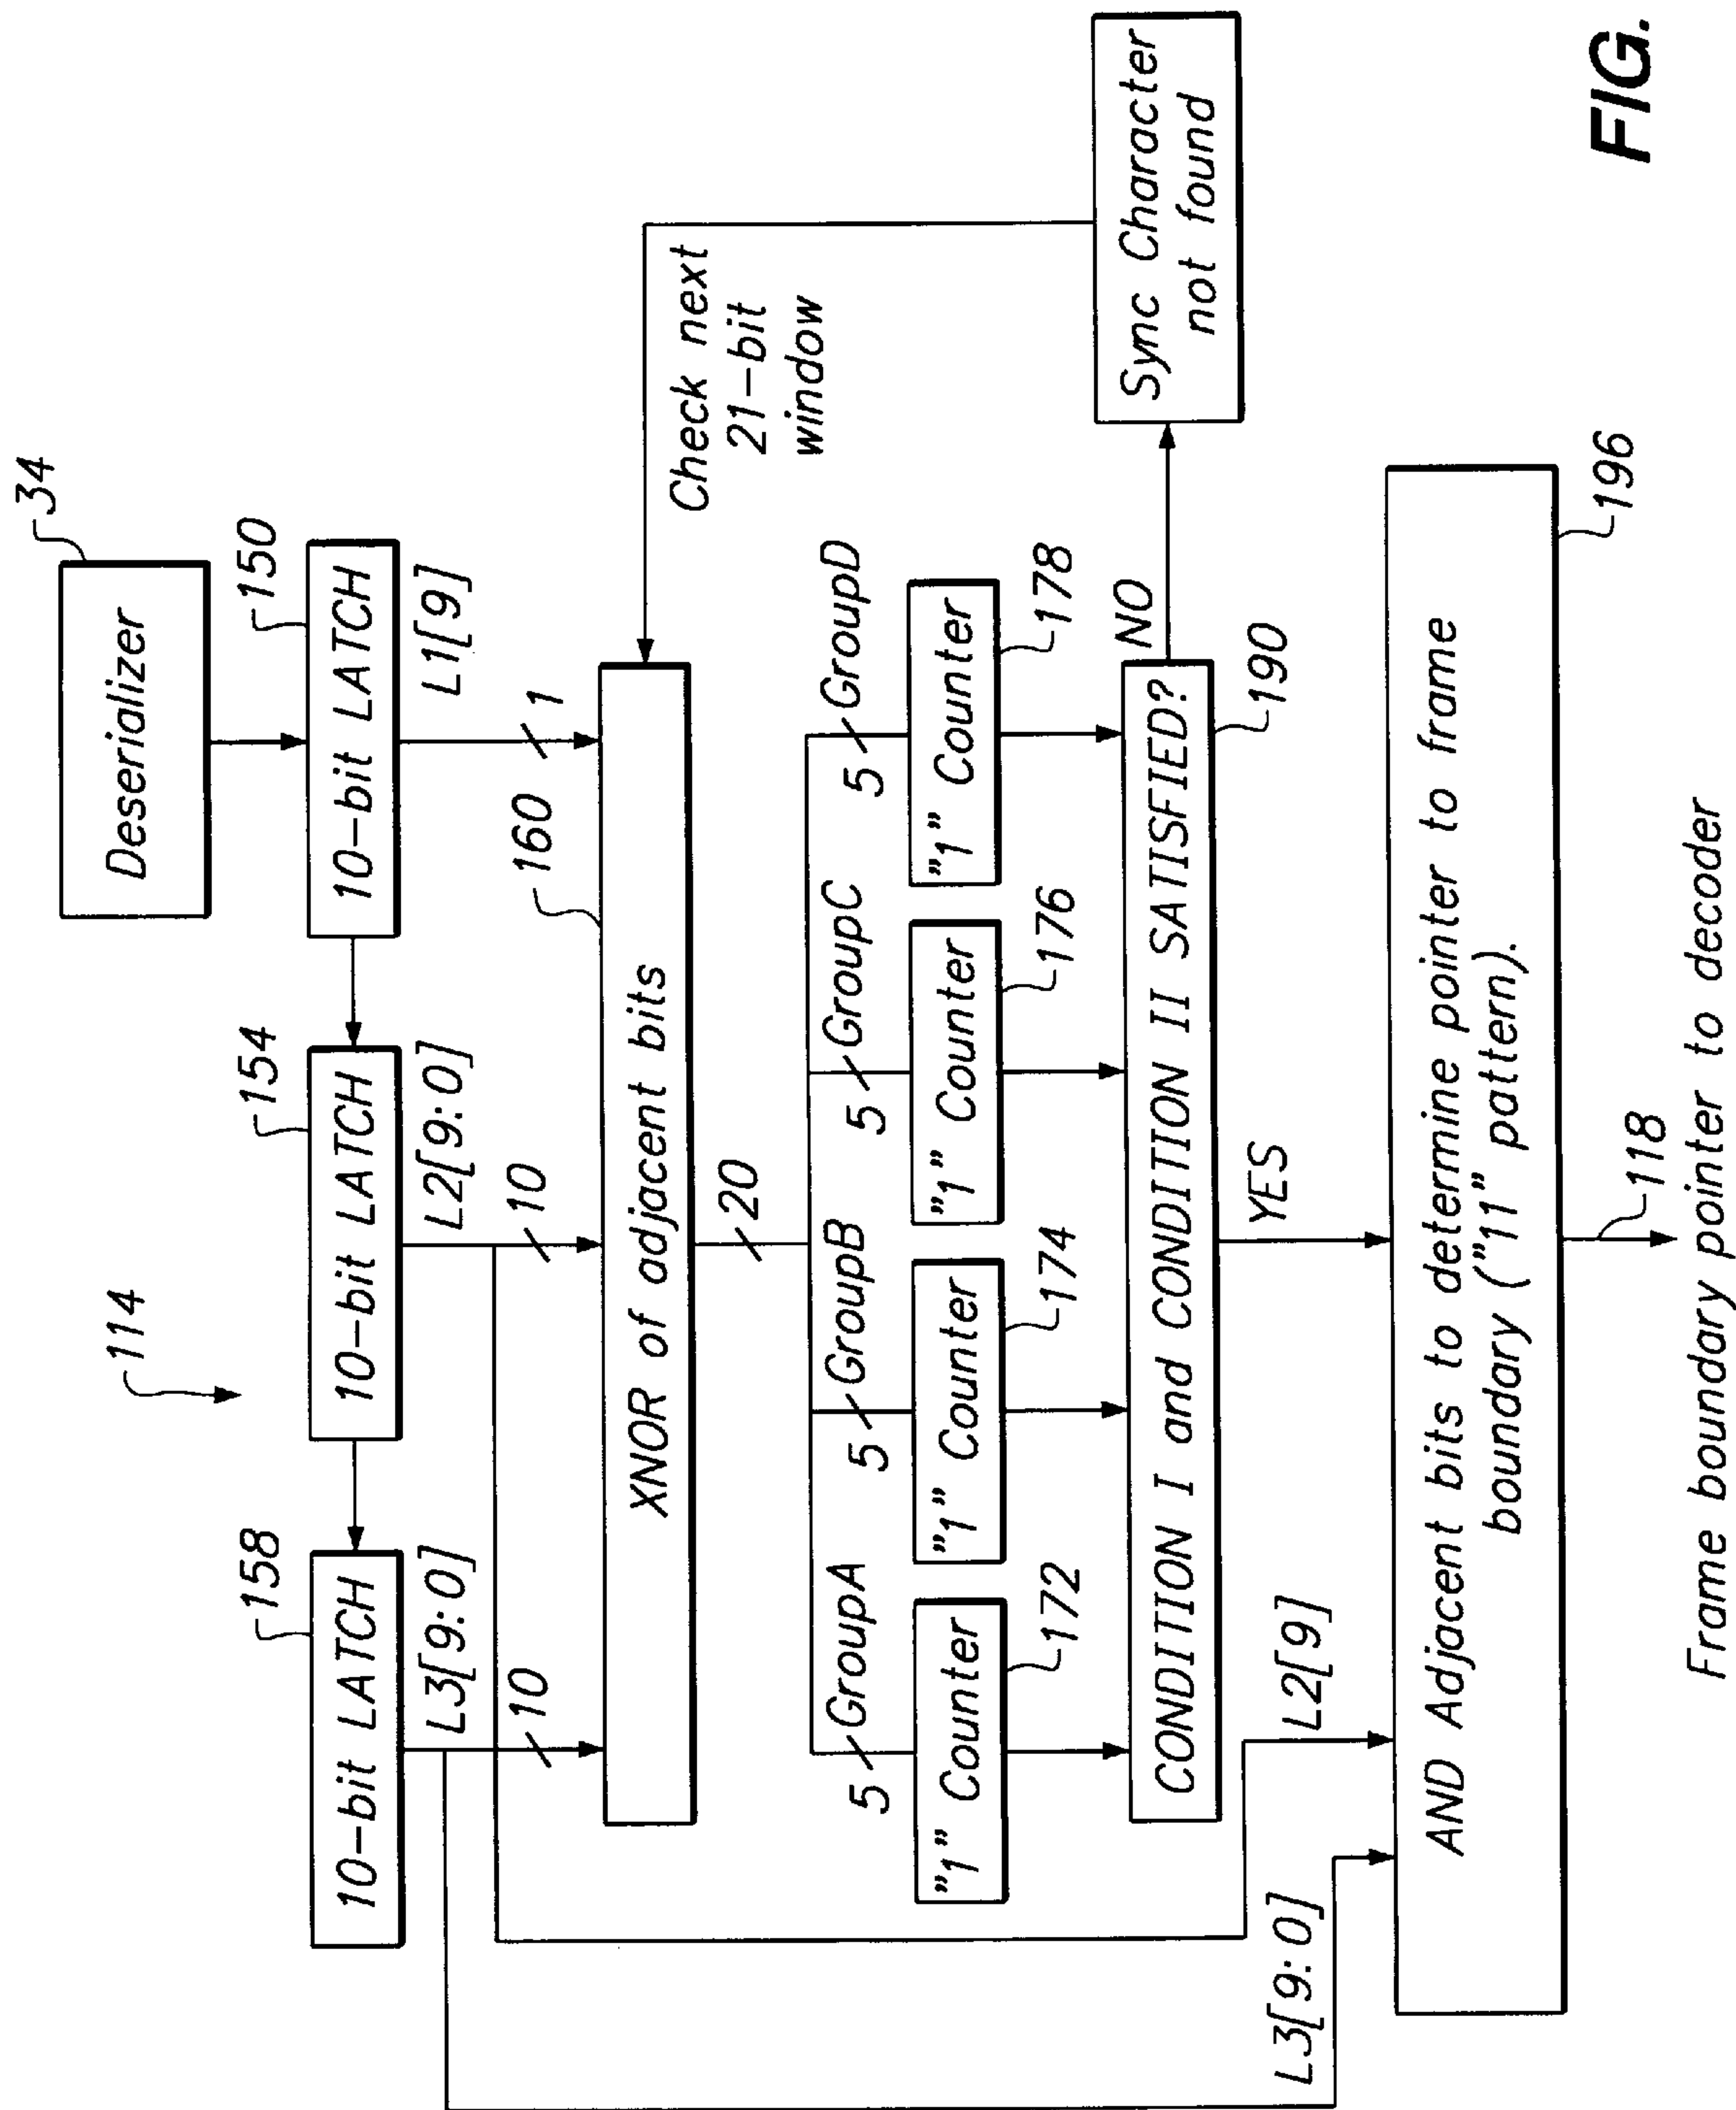 114
34
Deserializer
158
154
150
10-bit LATCH
10-bit LATCH
10-bit LATCH
L3[9:0]
L2[9:0]
L1[9]
10
10
1
160
Check next
21-bit
window
XNOR of adjacent bits
20
5
GroupA
5
GroupB
5
GroupC
5
GroupD
"1" Counter
"1" Counter
"1" Counter
"1" Counter
172
174
176
178
CONDITION I and CONDITION II SATISFIED?
NO
190
Sync Character
not found
YES
L3[9:0]
L2[9]
AND Adjacent bits to determine pointer to frame
boundary ("11" pattern).
196
118
Frame boundary pointer to decoder
FIG.